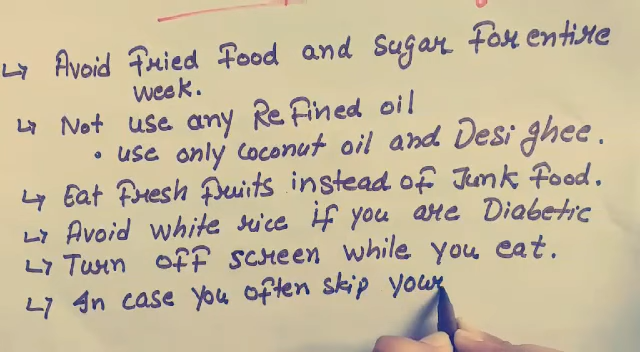 ↳ Avoid Fried Food and Sugar For entire
week.
↳ Not use any Refined oil
• use only coconut oil and Desi ghee.
↳ Eat Fresh Fruits instead of Junk Food.
↳ Avoid white rice if you are Diabetic
↳ Turn off screen while you eat.
↳ In case you often skip your